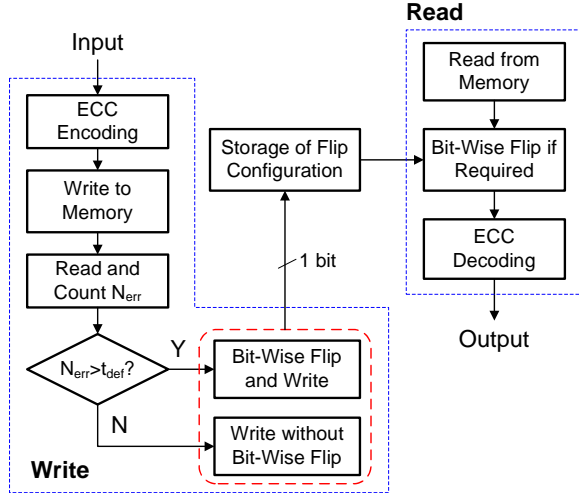 Input
ECC
Encoding
Write to
Memory
Read and
Count Nerr
Nerr>tdef?
Y
N
Bit-Wise Flip
and Write
Write without
Bit-Wise Flip
Write
1 bit
Storage of Flip
Configuration
Read
Read from
Memory
Bit-Wise Flip if
Required
ECC
Decoding
Output